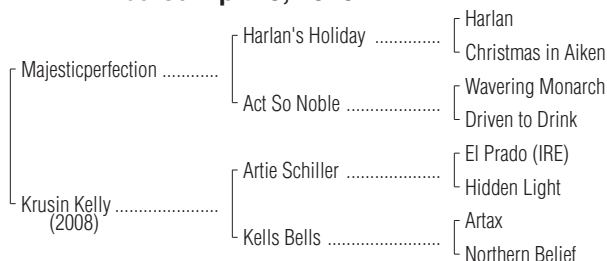 Harlan
Harlan's Holiday ..............
Christmas in Aiken
Majesticperfection ...........
Wavering Monarch
Act So Noble .....................
Driven to Drink
El Prado (IRE)
Artie Schiller .....................
Hidden Light
Krusin Kelly .....................
(2008)
Artax
Kells Bells ........................
Northern Belief